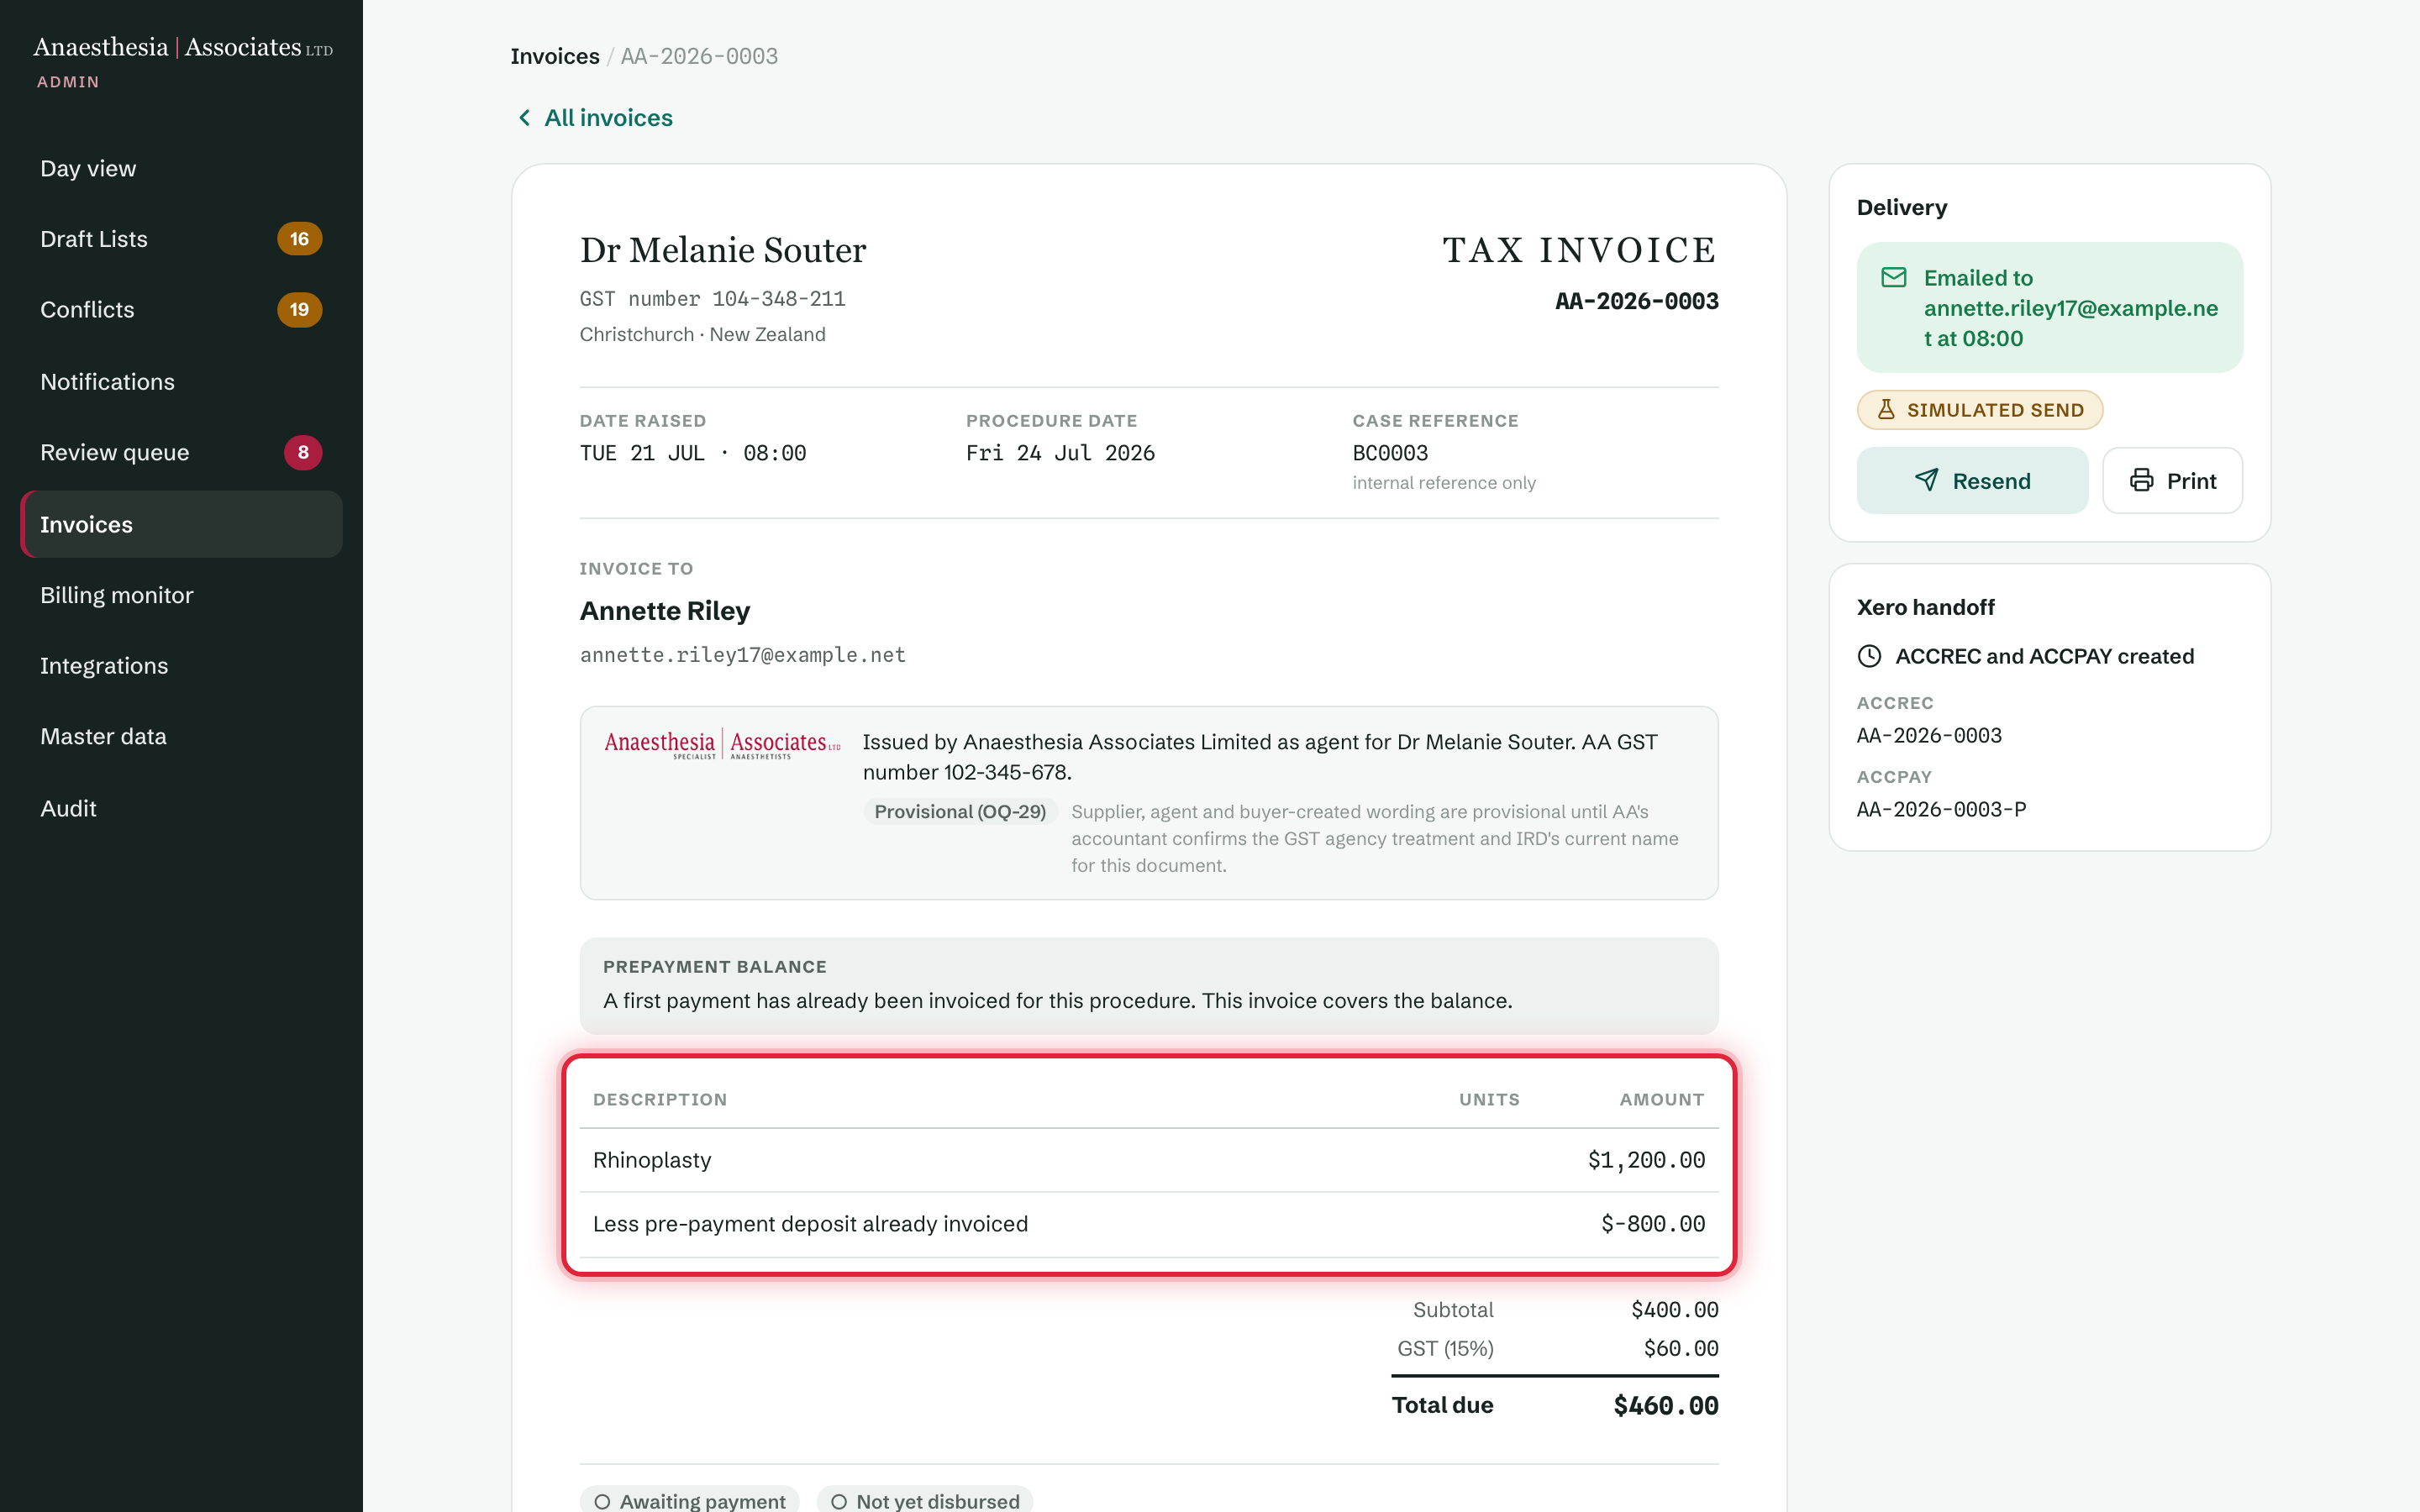 Anaesthesia | Associates LTD
ADMIN
Day view
Draft Lists 16
Conflicts 19
Notifications
Review queue 8
Invoices
Billing monitor
Integrations
Master data
Audit
Invoices / AA-2026-0003
All invoices
Dr Melanie Souter
GST number 104-348-211
Christchurch · New Zealand
TAX INVOICE
AA-2026-0003
DATE RAISED
TUE 21 JUL · 08:00
PROCEDURE DATE
Fri 24 Jul 2026
CASE REFERENCE
BC0003
internal reference only
INVOICE TO
Annette Riley
annette.riley17@example.net
Anaesthesia | Associates LTD
SPECIALIST ANAESTHETISTS
Issued by Anaesthesia Associates Limited as agent for Dr Melanie Souter. AA GST
number 102-345-678.
Provisional (OQ-29)
Supplier, agent and buyer-created wording are provisional until AA's
accountant confirms the GST agency treatment and IRD's current name
for this document.
PREPAYMENT BALANCE
A first payment has already been invoiced for this procedure. This invoice covers the balance.
DESCRIPTION UNITS AMOUNT
Rhinoplasty $1,200.00
Less pre-payment deposit already invoiced $-800.00
Subtotal $400.00
GST (15%) $60.00
Total due $460.00
Awaiting payment
Not yet disbursed
Delivery
Emailed to
annette.riley17@example.ne
t at 08:00
SIMULATED SEND
Resend
Print
Xero handoff
ACCREC and ACCPAY created
ACCREC
AA-2026-0003
ACCPAY
AA-2026-0003-P